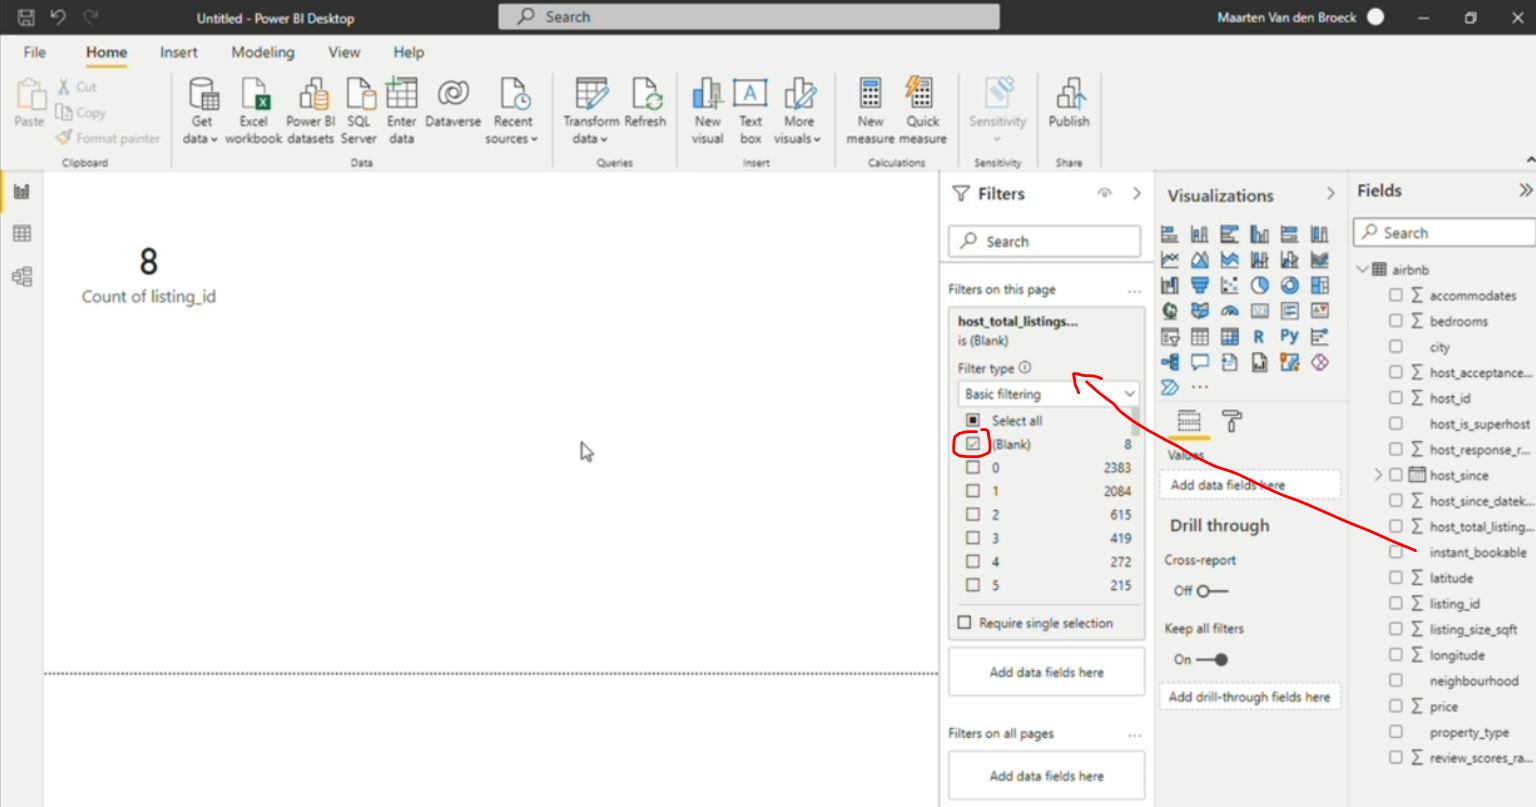 Untitled - Power BI Desktop
Search
Maarten Van den Broeck
File Home Insert Modeling View Help
Paste
Cut
Copy
Format painter
Clipboard
Get data
Excel workbook
Power BI datasets
SQL Server
Enter data
Dataverse
Recent sources
Data
Transform data
Refresh
Queries
New visual
A
Text box
More visuals
Insert
New measure
Quick measure
Calculations
Sensitivity
Sensitivity
Publish
Share
8
Count of listing_id
Filters
Search
Filters on this page ...
host_total_listings...
is (Blank)
Filter type
Basic filtering
Select all
(Blank) 8
0 2383
1 2084
2 615
3 419
4 272
5 215
Require single selection
Add data fields here
Filters on all pages ...
Add data fields here
Visualizations
R Py
...
Values
Add data fields here
Drill through
Cross-report
Off
Keep all filters
On
Add drill-through fields here
Fields
Search
airbnb
Σ accommodates
Σ bedrooms
city
Σ host_acceptance...
Σ host_id
host_is_superhost
Σ host_response_r...
host_since
Σ host_since_datek...
Σ host_total_listing...
instant_bookable
Σ latitude
Σ listing_id
Σ listing_size_sqft
Σ longitude
neighbourhood
Σ price
property_type
Σ review_scores_ra...